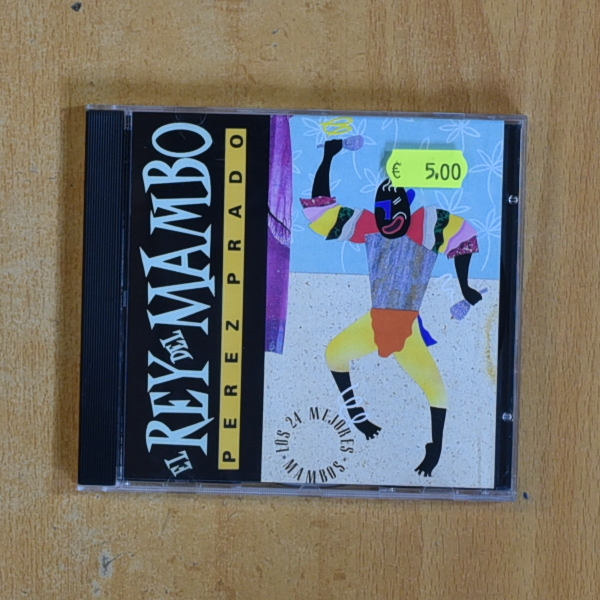 EL REY DEL MAMBO
PEREZ PRADO
€ 5,00
·LOS 24 MEJORES
MAMBOS·